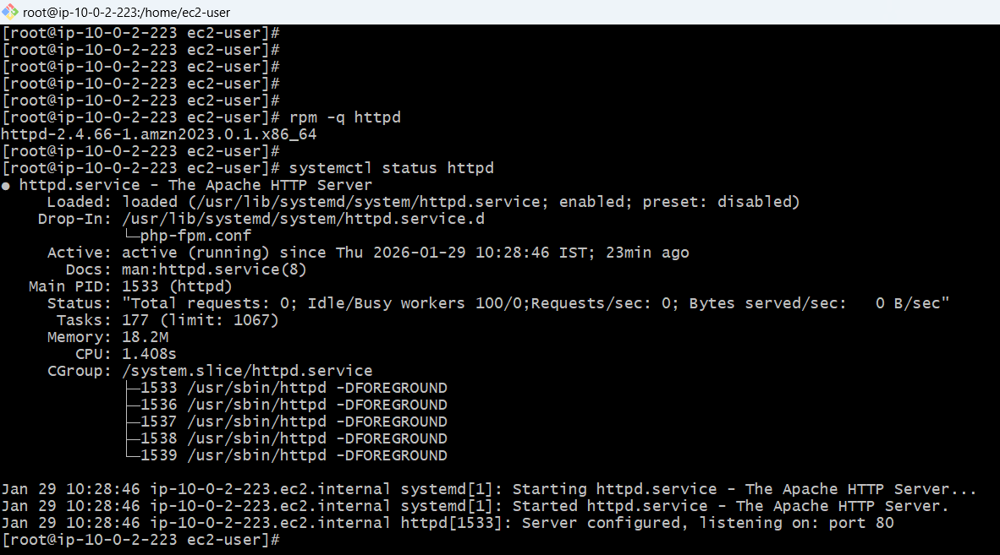 root@ip-10-0-2-223:/home/ec2-user
[root@ip-10-0-2-223 ec2-user]#
[root@ip-10-0-2-223 ec2-user]#
[root@ip-10-0-2-223 ec2-user]#
[root@ip-10-0-2-223 ec2-user]#
[root@ip-10-0-2-223 ec2-user]#
[root@ip-10-0-2-223 ec2-user]# rpm -q httpd
httpd-2.4.66-1.amzn2023.0.1.x86_64
[root@ip-10-0-2-223 ec2-user]#
[root@ip-10-0-2-223 ec2-user]# systemctl status httpd
● httpd.service - The Apache HTTP Server
     Loaded: loaded (/usr/lib/systemd/system/httpd.service; enabled; preset: disabled)
    Drop-In: /usr/lib/systemd/system/httpd.service.d
             └─php-fpm.conf
     Active: active (running) since Thu 2026-01-29 10:28:46 IST; 23min ago
       Docs: man:httpd.service(8)
   Main PID: 1533 (httpd)
     Status: "Total requests: 0; Idle/Busy workers 100/0;Requests/sec: 0; Bytes served/sec:   0 B/sec"
      Tasks: 177 (limit: 1067)
     Memory: 18.2M
        CPU: 1.408s
     CGroup: /system.slice/httpd.service
             ├─1533 /usr/sbin/httpd -DFOREGROUND
             ├─1536 /usr/sbin/httpd -DFOREGROUND
             ├─1537 /usr/sbin/httpd -DFOREGROUND
             ├─1538 /usr/sbin/httpd -DFOREGROUND
             └─1539 /usr/sbin/httpd -DFOREGROUND
Jan 29 10:28:46 ip-10-0-2-223.ec2.internal systemd[1]: Starting httpd.service - The Apache HTTP Server...
Jan 29 10:28:46 ip-10-0-2-223.ec2.internal systemd[1]: Started httpd.service - The Apache HTTP Server.
Jan 29 10:28:46 ip-10-0-2-223.ec2.internal httpd[1533]: Server configured, listening on: port 80
[root@ip-10-0-2-223 ec2-user]#